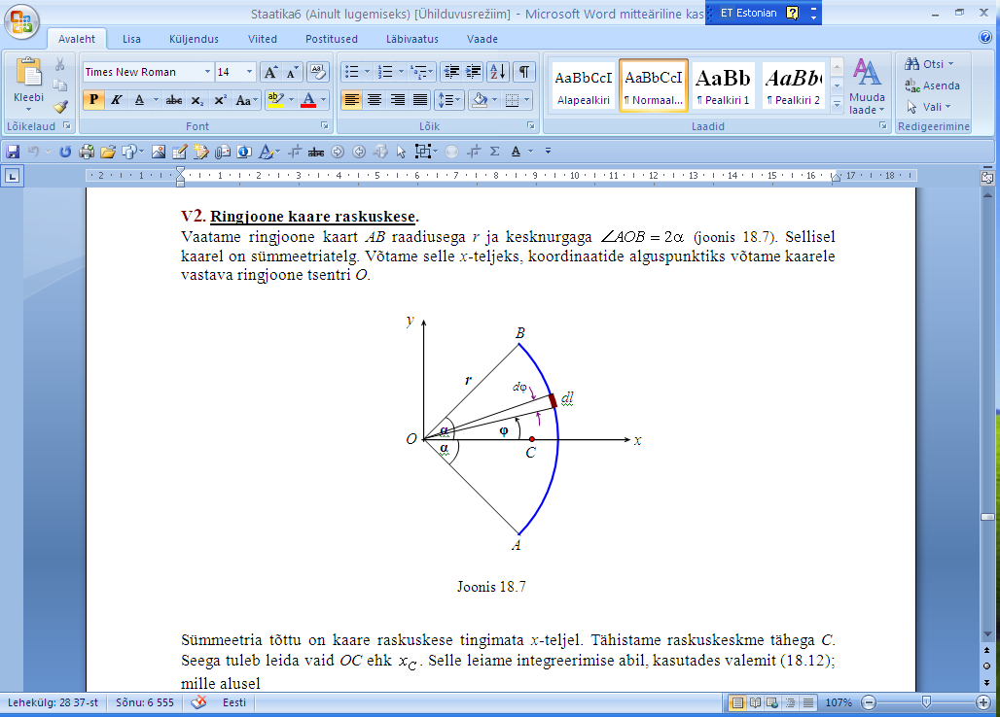 Staatika6 (Ainult lugemiseks) [Ühilduvusrežiim] - Microsoft Word mitteäriline kas
ET Estonian
Avaleht Lisa Küljendus Viited Postitused Läbivaatus Vaade
Kleebi
Times New Roman 14
P K A abc x₂ x² Aa
AaBbCcI AaBbCcI AaBb AaBb(
Alapealkiri ¶ Normaal... ¶ Pealkiri 1 ¶ Pealkiri 2
Muuda laade
Otsi
Asenda
Vali
Lõikelaud Font Lõik Laadid Redigeerimine
2 1 1 2 3 4 5 6 7 8 9 10 11 12 13 14 15 16 17 18
V2. Ringjoone kaare raskuskese.
Vaatame ringjoone kaart AB raadiusega r ja kesknurgaga ∠AOB = 2α (joonis 18.7). Sellisel
kaarel on sümmeetriatelg. Võtame selle x-teljeks, koordinaatide alguspunktiks võtame kaarele
vastava ringjoone tsentri O.
y
B
r
dφ
dl
α
φ
O
x
α
C
A
Joonis 18.7
Sümmeetria tõttu on kaare raskuskese tingimata x-teljel. Tähistame raskuskeskme tähega C.
Seega tuleb leida vaid OC ehk x_C. Selle leiame integreerimise abil, kasutades valemit (18.12);
mille alusel
Lehekülg: 28 37-st Sõnu: 6 555 Eesti 107%